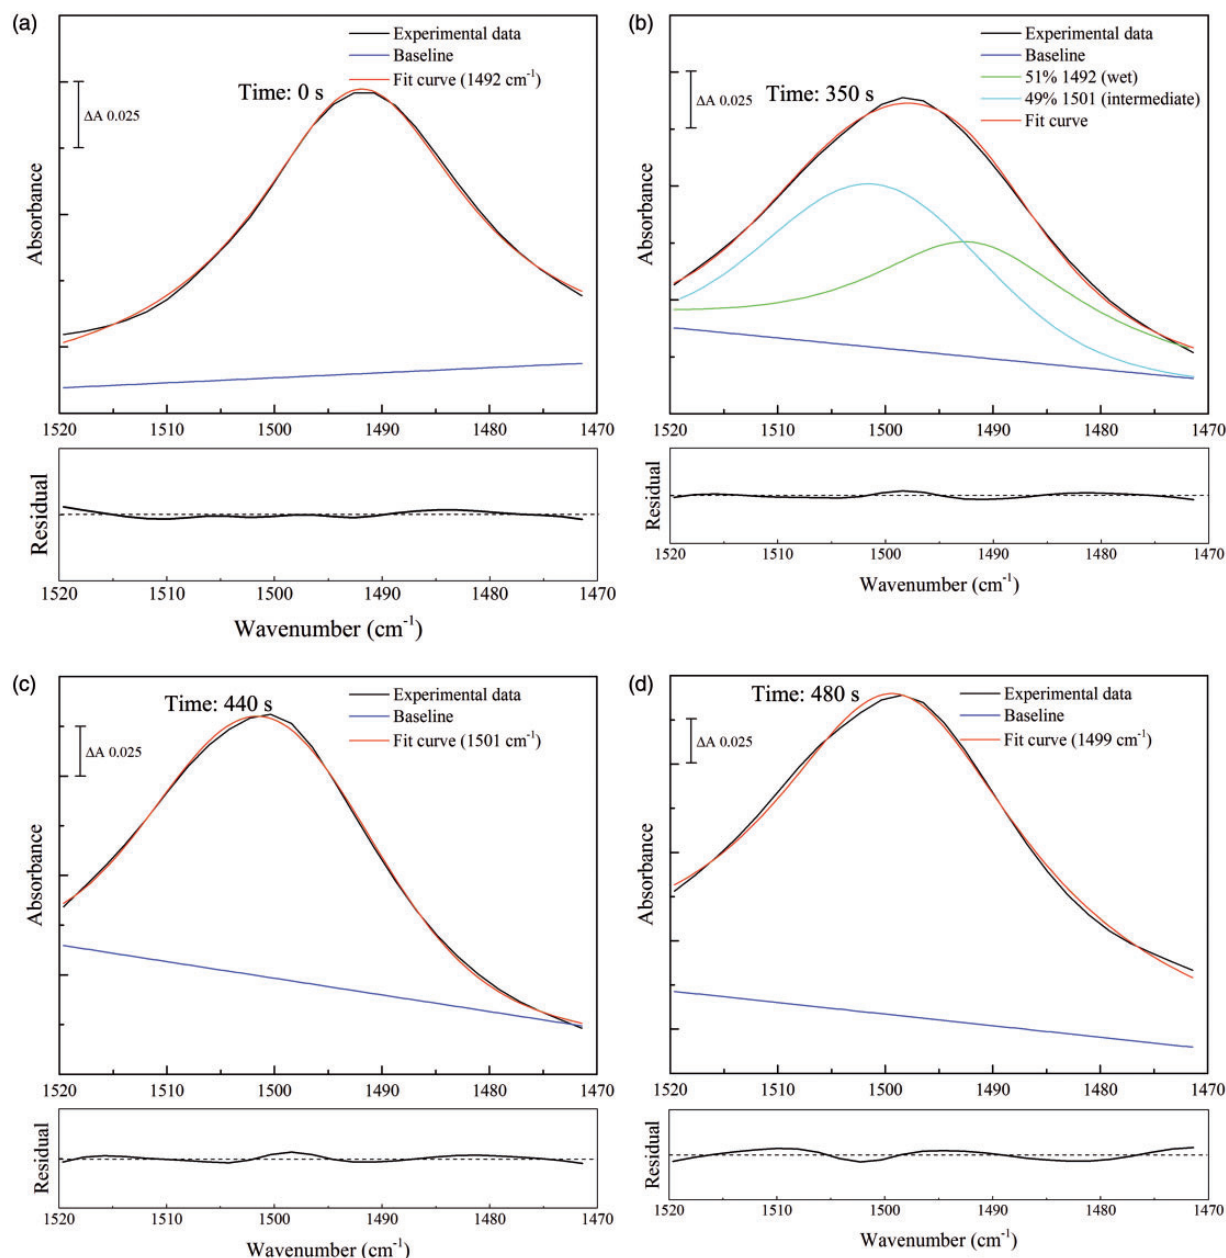 (a)
Experimental data
Baseline
Fit curve (1492 cm⁻¹)
Time: 0 s
ΔA 0.025
Absorbance
1520 1510 1500 1490 1480 1470
Residual
1520 1510 1500 1490 1480 1470
Wavenumber (cm⁻¹)
(b)
Experimental data
Baseline
51% 1492 (wet)
49% 1501 (intermediate)
Fit curve
Time: 350 s
ΔA 0.025
Absorbance
1520 1510 1500 1490 1480 1470
Residual
1520 1510 1500 1490 1480 1470
Wavenumber (cm⁻¹)
(c)
Time: 440 s
Experimental data
Baseline
Fit curve (1501 cm⁻¹)
ΔA 0.025
Absorbance
1520 1510 1500 1490 1480 1470
Residual
1520 1510 1500 1490 1480 1470
Wavenumber (cm⁻¹)
(d)
Time: 480 s
Experimental data
Baseline
Fit curve (1499 cm⁻¹)
ΔA 0.025
Absorbance
1520 1510 1500 1490 1480 1470
Residual
1520 1510 1500 1490 1480 1470
Wavenumber (cm⁻¹)